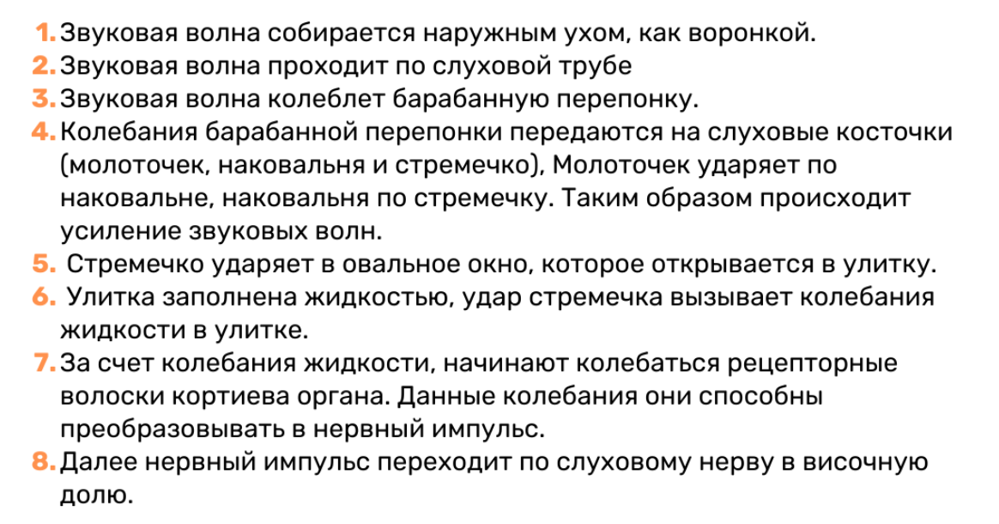 1. Звуковая волна собирается наружным ухом, как воронкой.
2. Звуковая волна проходит по слуховой трубе
3. Звуковая волна колеблет барабанную перепонку.
4. Колебания барабанной перепонки передаются на слуховые косточки
(молоточек, наковальня и стремечко), Молоточек ударяет по
наковальне, наковальня по стремечку. Таким образом происходит
усиление звуковых волн.
5. Стремечко ударяет в овальное окно, которое открывается в улитку.
6. Улитка заполнена жидкостью, удар стремечка вызывает колебания
жидкости в улитке.
7. За счет колебания жидкости, начинают колебаться рецепторные
волоски кортиева органа. Данные колебания они способны
преобразовывать в нервный импульс.
8. Далее нервный импульс переходит по слуховому нерву в височную
долю.